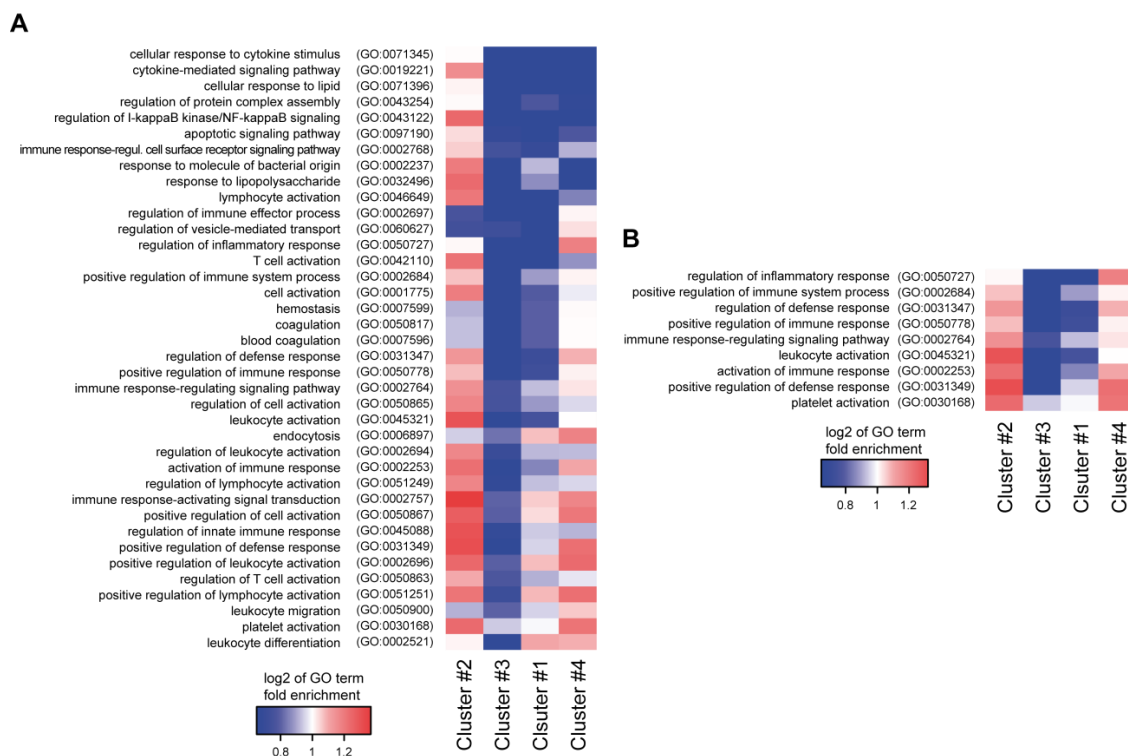 A
cellular response to cytokine stimulus (GO:0071345)
cytokine-mediated signaling pathway (GO:0019221)
cellular response to lipid (GO:0071396)
regulation of protein complex assembly (GO:0043254)
regulation of I-kappaB kinase/NF-kappaB signaling (GO:0043122)
apoptotic signaling pathway (GO:0097190)
immune response-regul. cell surface receptor signaling pathway (GO:0002768)
response to molecule of bacterial origin (GO:0002237)
response to lipopolysaccharide (GO:0032496)
lymphocyte activation (GO:0046649)
regulation of immune effector process (GO:0002697)
regulation of vesicle-mediated transport (GO:0060627)
regulation of inflammatory response (GO:0050727)
T cell activation (GO:0042110)
positive regulation of immune system process (GO:0002684)
cell activation (GO:0001775)
hemostasis (GO:0007599)
coagulation (GO:0050817)
blood coagulation (GO:0007596)
regulation of defense response (GO:0031347)
positive regulation of immune response (GO:0050778)
immune response-regulating signaling pathway (GO:0002764)
regulation of cell activation (GO:0050865)
leukocyte activation (GO:0045321)
endocytosis (GO:0006897)
regulation of leukocyte activation (GO:0002694)
activation of immune response (GO:0002253)
regulation of lymphocyte activation (GO:0051249)
immune response-activating signal transduction (GO:0002757)
positive regulation of cell activation (GO:0050867)
regulation of innate immune response (GO:0045088)
positive regulation of defense response (GO:0031349)
positive regulation of leukocyte activation (GO:0002696)
regulation of T cell activation (GO:0050863)
positive regulation of lymphocyte activation (GO:0051251)
leukocyte migration (GO:0050900)
platelet activation (GO:0030168)
leukocyte differentiation (GO:0002521)
log2 of GO term
fold enrichment
0.8 1 1.2
Cluster #2
Cluster #3
Clsuter #1
Cluster #4
B
regulation of inflammatory response (GO:0050727)
positive regulation of immune system process (GO:0002684)
regulation of defense response (GO:0031347)
positive regulation of immune response (GO:0050778)
immune response-regulating signaling pathway (GO:0002764)
leukocyte activation (GO:0045321)
activation of immune response (GO:0002253)
positive regulation of defense response (GO:0031349)
platelet activation (GO:0030168)
log2 of GO term
fold enrichment
0.8 1 1.2
Cluster #2
Cluster #3
Clsuter #1
Cluster #4